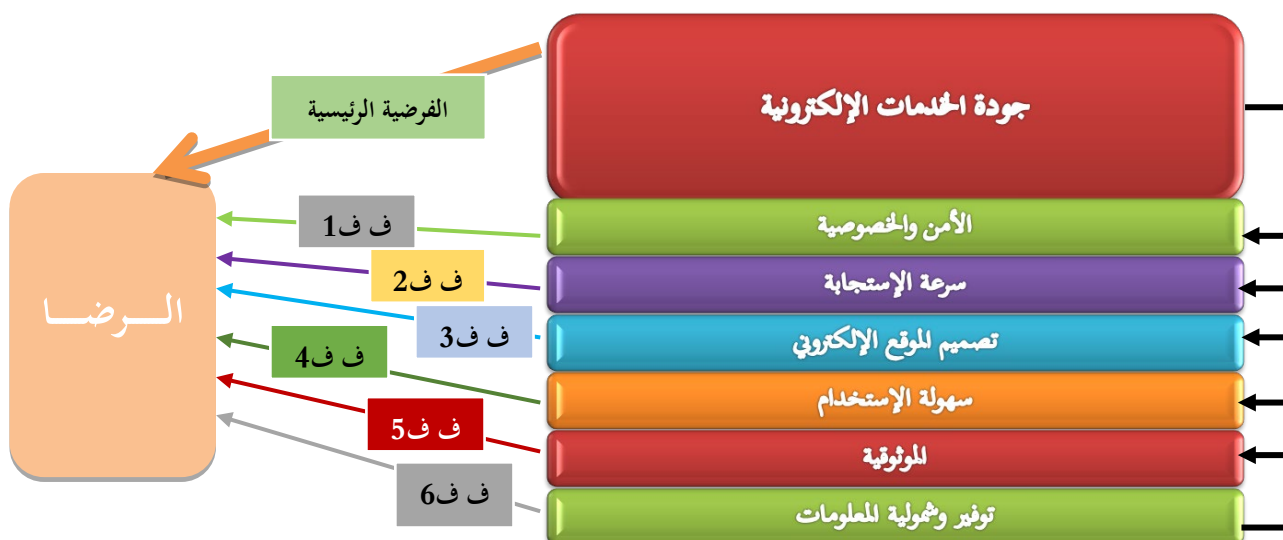 جودة الخدمات الإلكترونية
الفرضية الرئيسية
الأمن والخصوصية
ف ف1
سرعة الإستجابة
ف ف2
تصميم الموقع الإلكتروني
ف ف3
سهولة الإستخدام
ف ف4
الموثوقية
ف ف5
توفير وشمولية المعلومات
ف ف6
الـــرضـــا